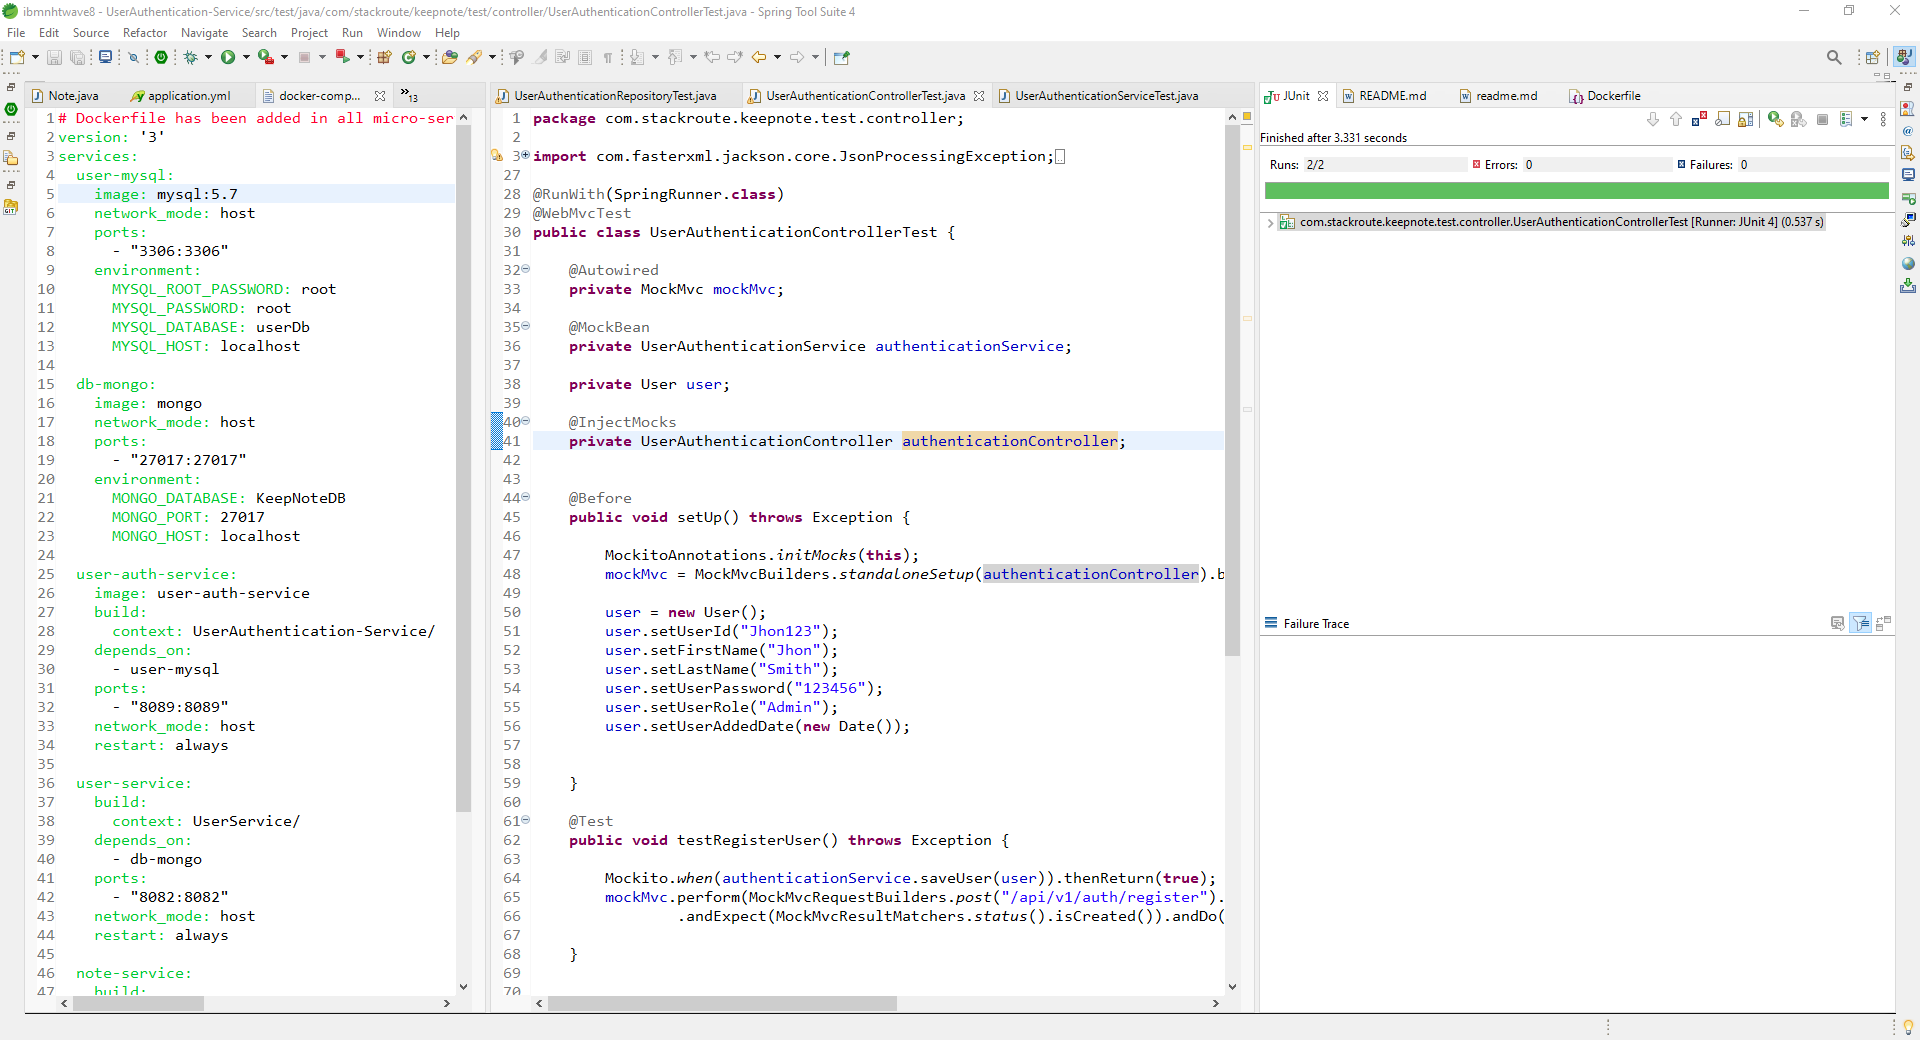 ibmnhtwave8 - UserAuthentication-Service/src/test/java/com/stackroute/keepnote/test/controller/UserAuthenticationControllerTest.java - Spring Tool Suite 4
File Edit Source Refactor Navigate Search Project Run Window Help
Note.java application.yml docker-comp... »13
1 # Dockerfile has been added in all micro-ser
2 version: '3'
3 services:
4 user-mysql:
5 image: mysql:5.7
6 network_mode: host
7 ports:
8 - "3306:3306"
9 environment:
10 MYSQL_ROOT_PASSWORD: root
11 MYSQL_PASSWORD: root
12 MYSQL_DATABASE: userDb
13 MYSQL_HOST: localhost
14
15 db-mongo:
16 image: mongo
17 network_mode: host
18 ports:
19 - "27017:27017"
20 environment:
21 MONGO_DATABASE: KeepNoteDB
22 MONGO_PORT: 27017
23 MONGO_HOST: localhost
24
25 user-auth-service:
26 image: user-auth-service
27 build:
28 context: UserAuthentication-Service/
29 depends_on:
30 - user-mysql
31 ports:
32 - "8089:8089"
33 network_mode: host
34 restart: always
35
36 user-service:
37 build:
38 context: UserService/
39 depends_on:
40 - db-mongo
41 ports:
42 - "8082:8082"
43 network_mode: host
44 restart: always
45
46 note-service:
47 build:
UserAuthenticationRepositoryTest.java UserAuthenticationControllerTest.java UserAuthenticationServiceTest.java
1 package com.stackroute.keepnote.test.controller;
2
3 import com.fasterxml.jackson.core.JsonProcessingException;
27
28 @RunWith(SpringRunner.class)
29 @WebMvcTest
30 public class UserAuthenticationControllerTest {
31
32 @Autowired
33 private MockMvc mockMvc;
34
35 @MockBean
36 private UserAuthenticationService authenticationService;
37
38 private User user;
39
40 @InjectMocks
41 private UserAuthenticationController authenticationController;
42
43
44 @Before
45 public void setUp() throws Exception {
46
47 MockitoAnnotations.initMocks(this);
48 mockMvc = MockMvcBuilders.standaloneSetup(authenticationController).b
49
50 user = new User();
51 user.setUserId("Jhon123");
52 user.setFirstName("Jhon");
53 user.setLastName("Smith");
54 user.setUserPassword("123456");
55 user.setUserRole("Admin");
56 user.setUserAddedDate(new Date());
57
58
59 }
60
61 @Test
62 public void testRegisterUser() throws Exception {
63
64 Mockito.when(authenticationService.saveUser(user)).thenReturn(true);
65 mockMvc.perform(MockMvcRequestBuilders.post("/api/v1/auth/register").
66 .andExpect(MockMvcResultMatchers.status().isCreated()).andDo(
67
68 }
69
70
JUnit README.md readme.md Dockerfile
Finished after 3.331 seconds
Runs: 2/2 Errors: 0 Failures: 0
com.stackroute.keepnote.test.controller.UserAuthenticationControllerTest [Runner: JUnit 4] (0.537 s)
Failure Trace